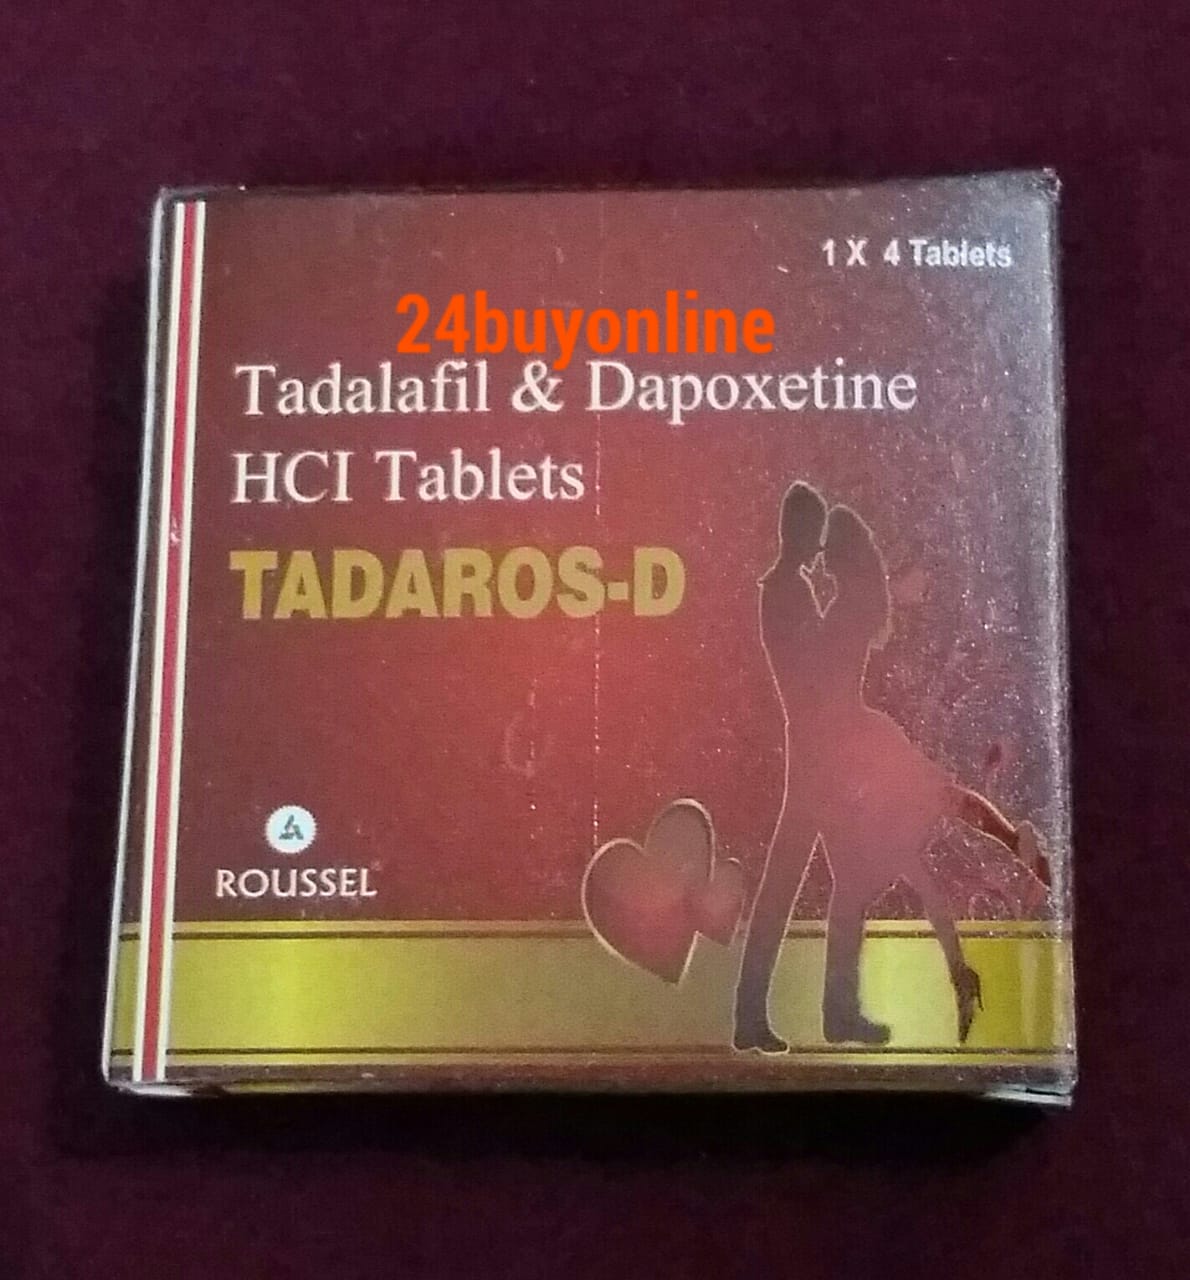 1 X 4 Tablets
24buyonline
Tadalafil & Dapoxetine
HCI Tablets
TADAROS-D
ROUSSEL